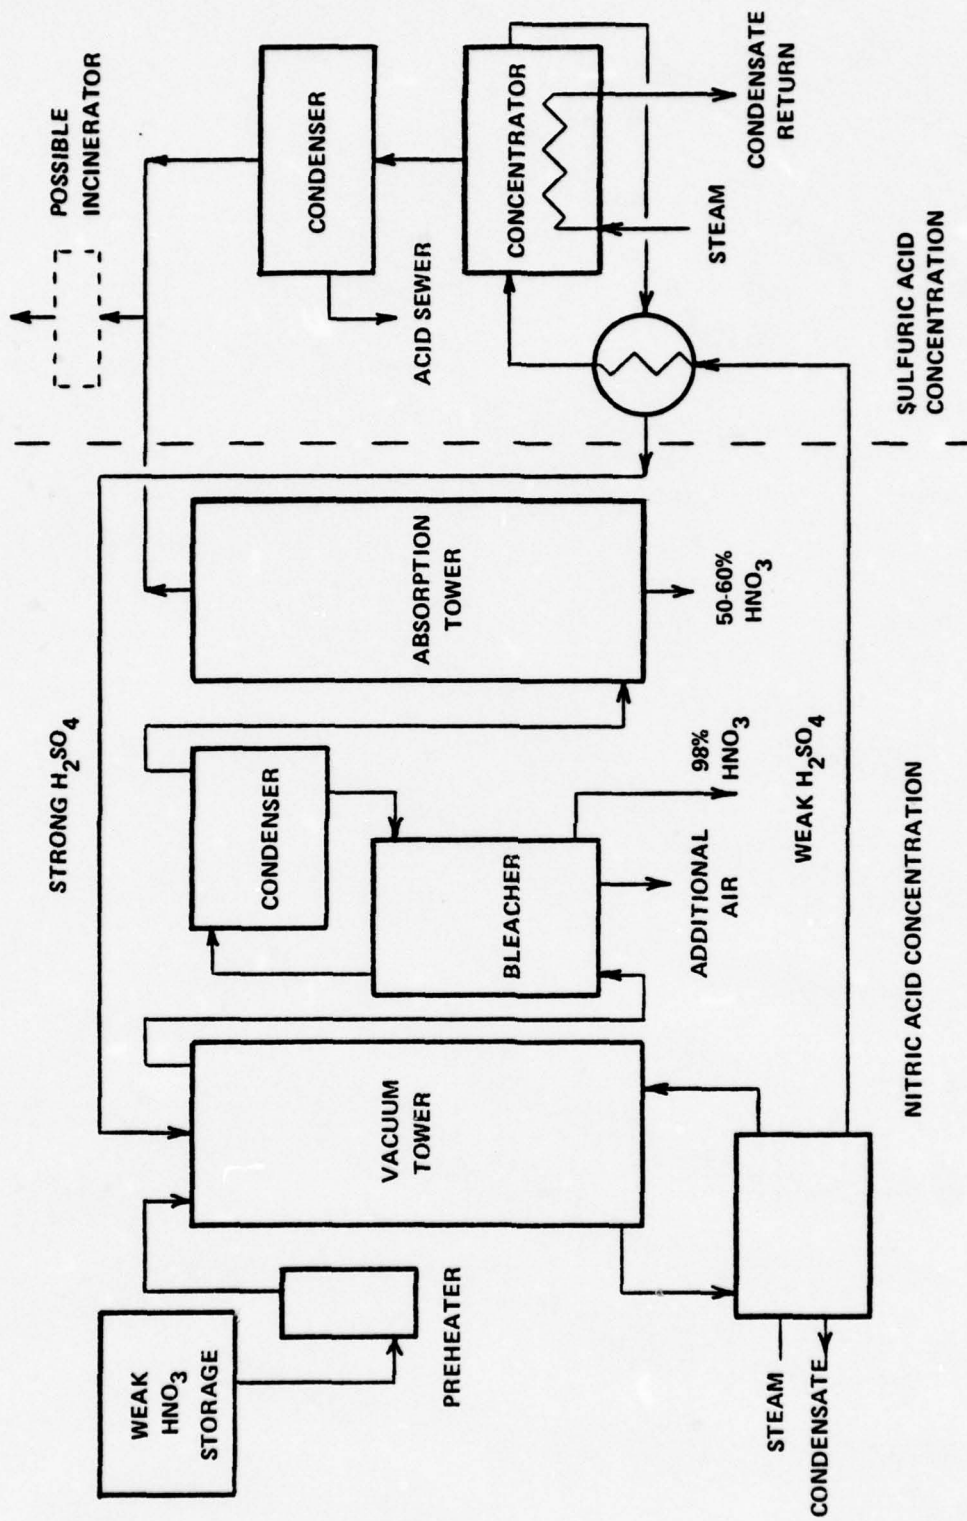 WEAK
HNO3
STORAGE
PREHEATER
STRONG H2SO4
VACUUM
TOWER
STEAM
CONDENSATE
CONDENSER
BLEACHER
ADDITIONAL
AIR
98%
HNO3
ABSORPTION
TOWER
50-60%
HNO3
WEAK H2SO4
NITRIC ACID CONCENTRATION
POSSIBLE
INCINERATOR
CONDENSER
ACID SEWER
CONCENTRATOR
STEAM
CONDENSATE
RETURN
SULFURIC ACID
CONCENTRATION